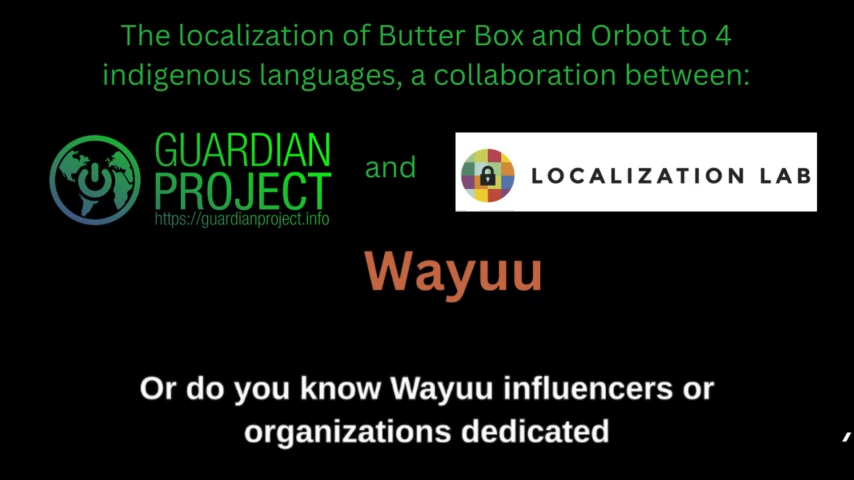 The localization of Butter Box and Orbot to 4
indigenous languages, a collaboration between:
GUARDIAN
PROJECT
https://guardianproject.info
and
LOCALIZATION LAB
Wayuu
Or do you know Wayuu influencers or
organizations dedicated